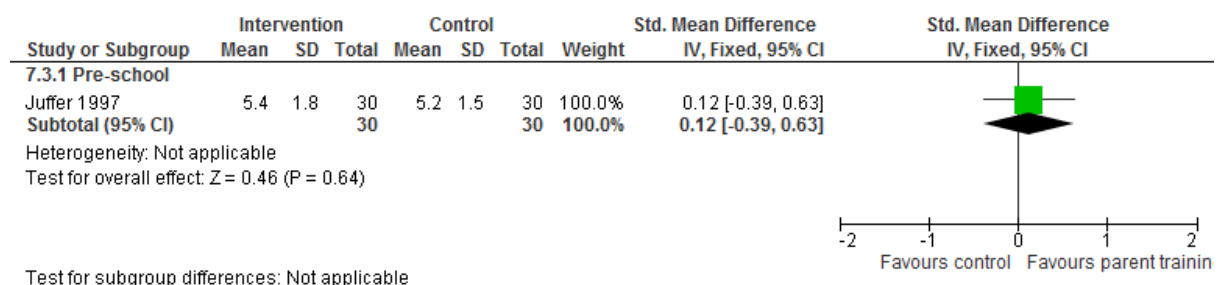 Intervention Control Std. Mean Difference Std. Mean Difference
Study or Subgroup Mean SD Total Mean SD Total Weight IV, Fixed, 95% CI IV, Fixed, 95% CI
7.3.1 Pre-school
Juffer 1997 5.4 1.8 30 5.2 1.5 30 100.0% 0.12 [-0.39, 0.63]
Subtotal (95% CI) 30 30 100.0% 0.12 [-0.39, 0.63]
Heterogeneity: Not applicable
Test for overall effect: Z = 0.46 (P = 0.64)
-2 -1 0 1 2
Favours control Favours parent trainin
Test for subgroup differences: Not applicable